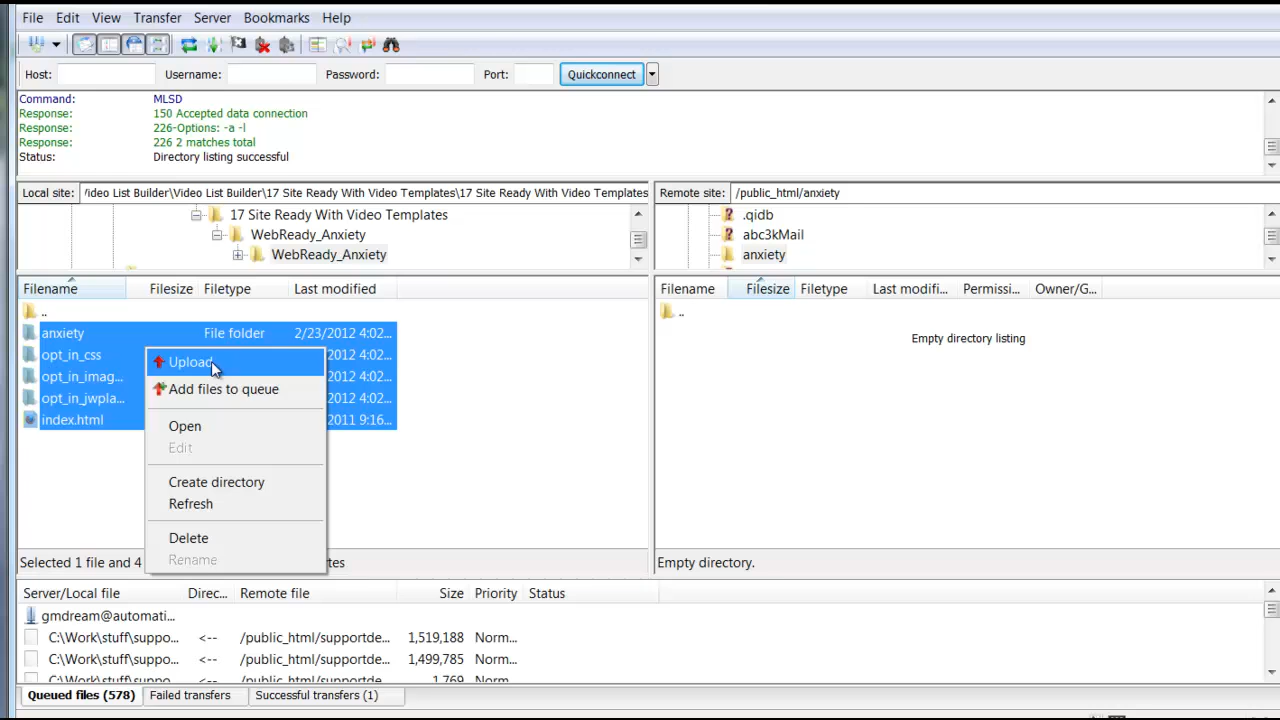 File Edit View Transfer Server Bookmarks Help
Host: Username: Password: Port: Quickconnect
Command: MLSD
Response: 150 Accepted data connection
Response: 226-Options: -a -l
Response: 226 2 matches total
Status: Directory listing successful
Local site: /ideo List Builder\Video List Builder\17 Site Ready With Video Templates\17 Site Ready With Video Templates Remote site: /public_html/anxiety
17 Site Ready With Video Templates .qidb
WebReady_Anxiety abc3kMail
WebReady_Anxiety anxiety
Filename Filesize Filetype Last modified Filename Filesize Filetype Last modifi... Permissi... Owner/G...
.. ..
anxiety File folder 2/23/2012 4:02... Empty directory listing
opt_in_css 2012 4:02...
Upload
opt_in_imag... 2012 4:02...
Add files to queue
opt_in_jwpla... 2012 4:02...
index.html 2011 9:16...
Open
Edit
Create directory
Refresh
Delete
Rename
Selected 1 file and 4 tes Empty directory.
Server/Local file Direc... Remote file Size Priority Status
gmdream@automati...
C:\Work\stuff\suppo... <-- /public_html/supportde... 1,519,188 Norm...
C:\Work\stuff\suppo... <-- /public_html/supportde... 1,499,785 Norm...
C:\Work\stuff\suppo... <-- /public_html/supportde... 1,769 Norm...
Queued files (578) Failed transfers Successful transfers (1)